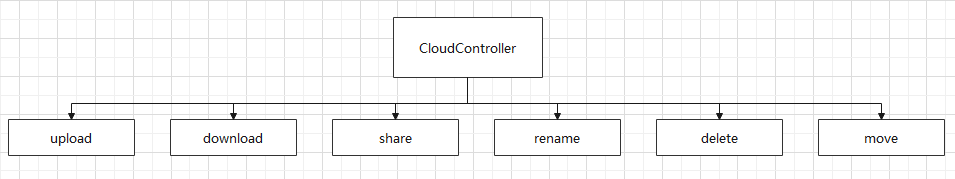 CloudController
upload
download
share
rename
delete
move